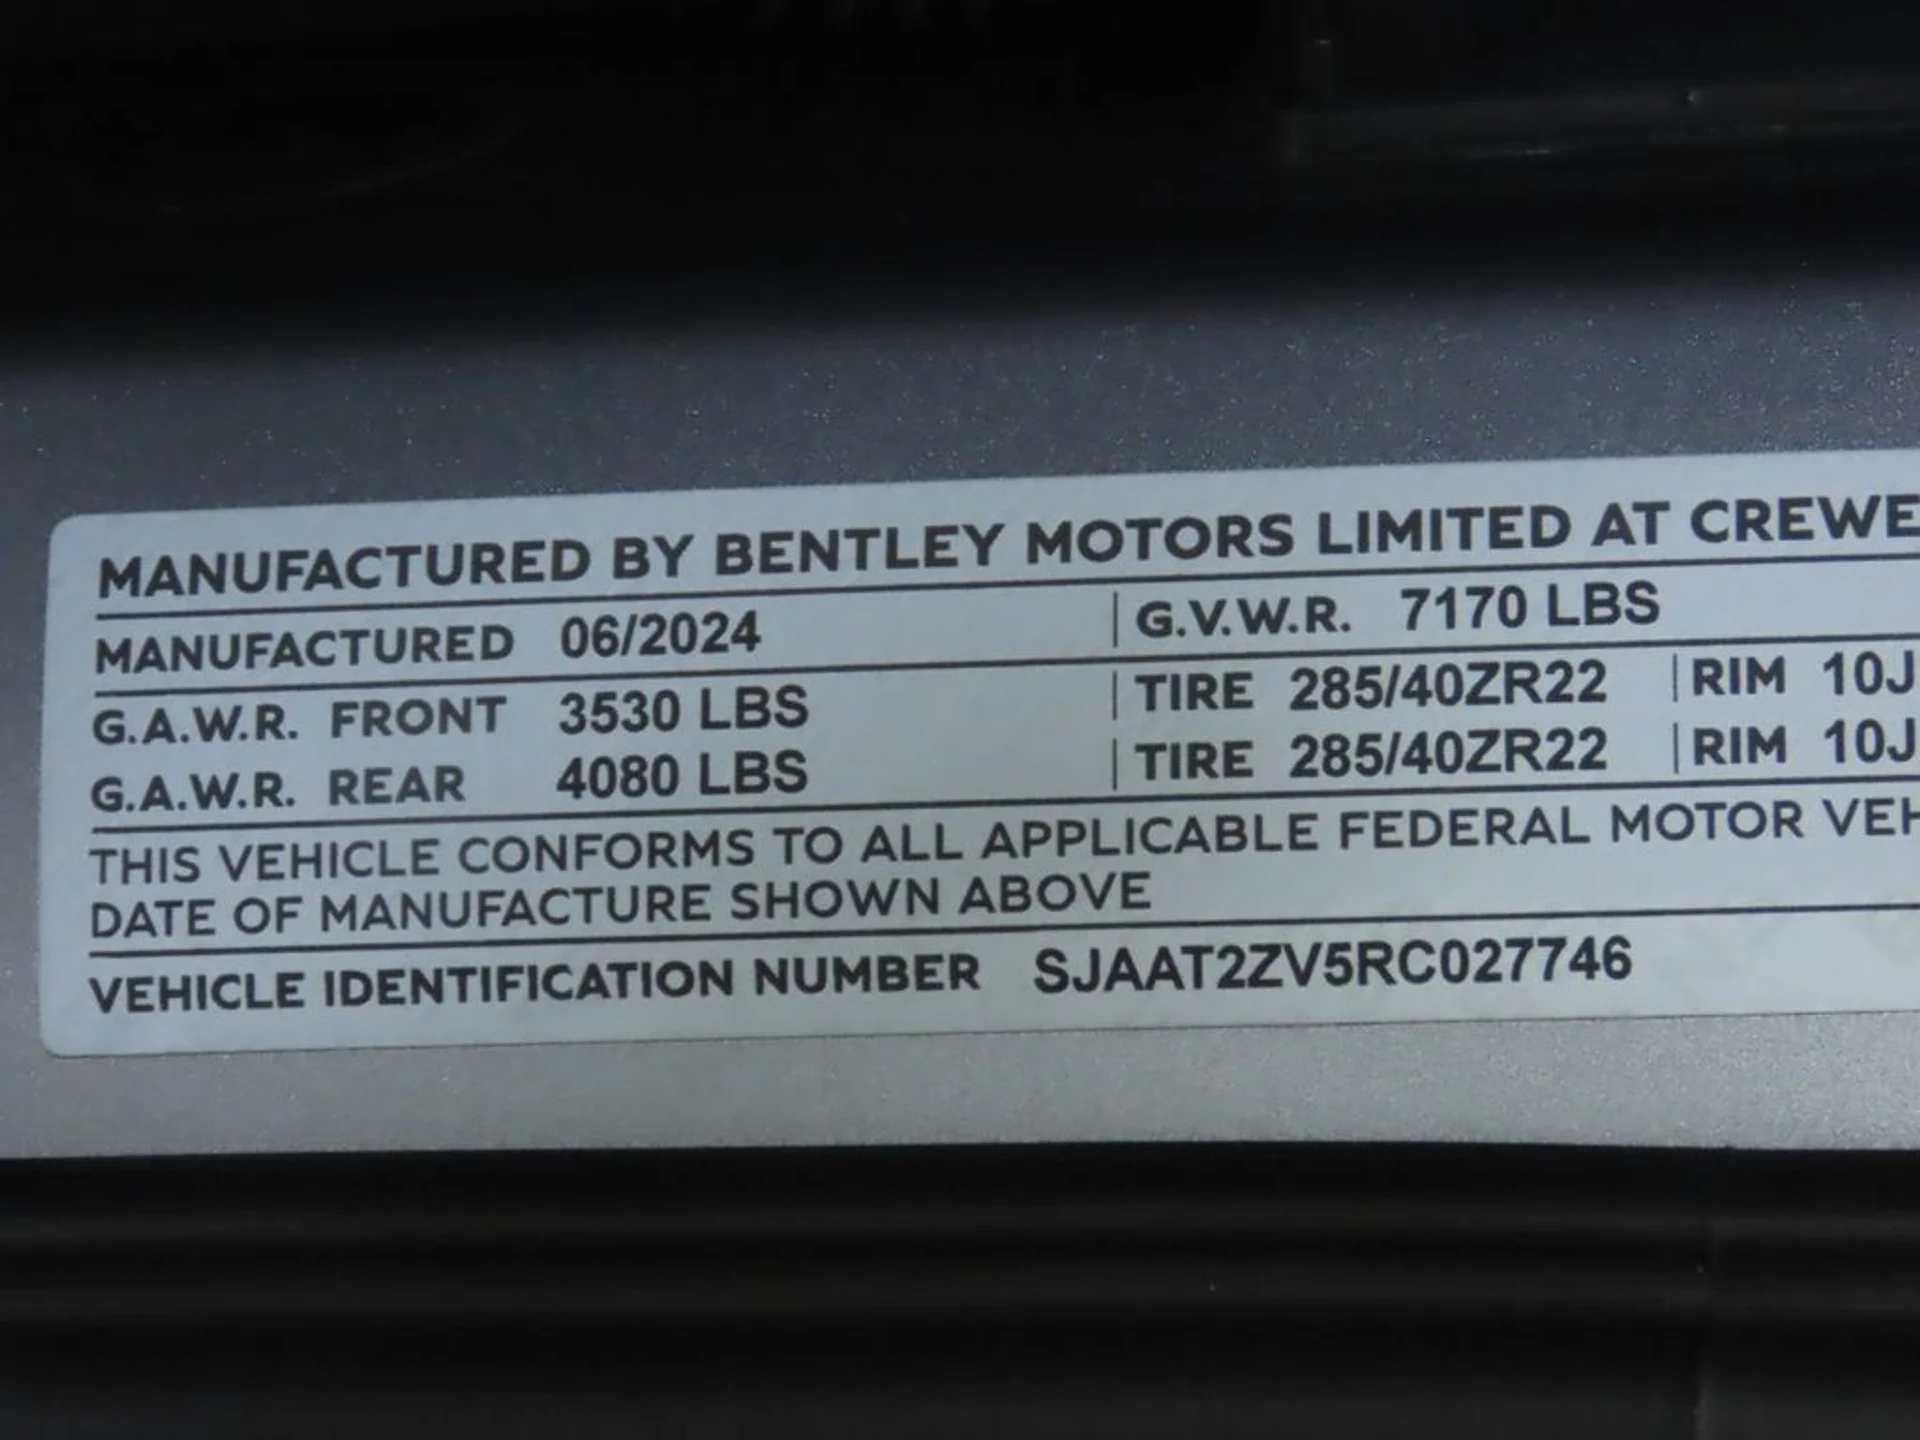 MANUFACTURED BY BENTLEY MOTORS LIMITED AT CREWE
MANUFACTURED 06/2024 | G.V.W.R. 7170 LBS
G.A.W.R. FRONT 3530 LBS | TIRE 285/40ZR22 | RIM 10J
G.A.W.R. REAR 4080 LBS | TIRE 285/40ZR22 | RIM 10J
THIS VEHICLE CONFORMS TO ALL APPLICABLE FEDERAL MOTOR VEH
DATE OF MANUFACTURE SHOWN ABOVE
VEHICLE IDENTIFICATION NUMBER SJAAT2ZV5RC027746